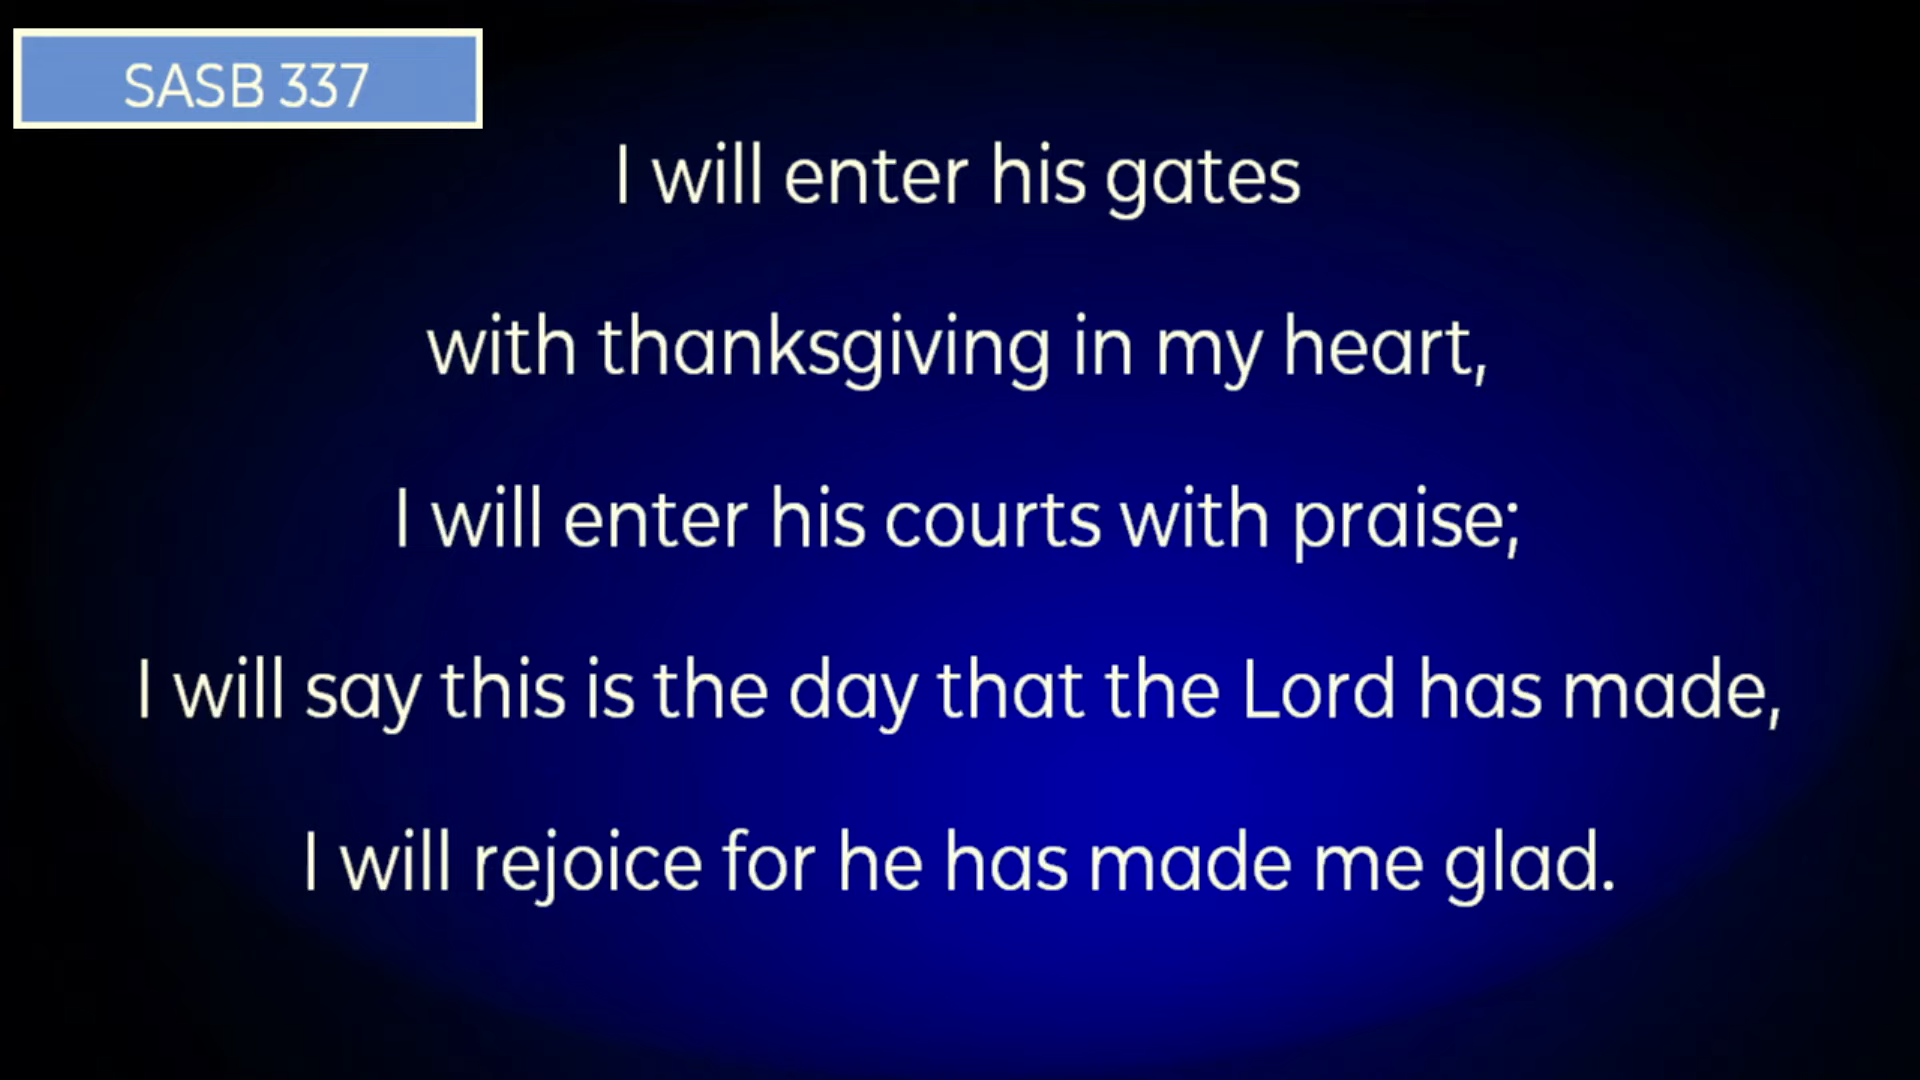 SASB 337
I will enter his gates
with thanksgiving in my heart,
I will enter his courts with praise;
I will say this is the day that the Lord has made,
I will rejoice for he has made me glad.